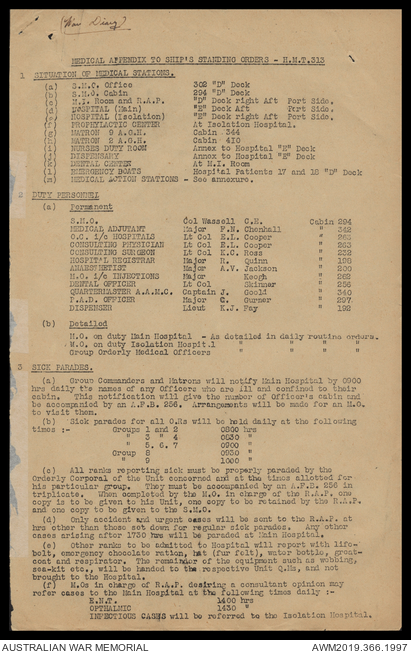 (War Diary)
MEDICAL APPENDIX TO SHIP'S STANDING ORDERS - H.M.T.313
1 SITUATION OF MEDICAL STATIONS.
(a) S.M.C. Office 302 "D" Deck
(b) S.M.O. Cabin 294 "D" Deck
(c) M.I. Room and R.A.P. "D" Deck right Aft Port Side.
(d) HOSPITAL (Main) "E" Deck Aft Port Side.
(e) HOSPITAL (Isolation) "E" Deck right Aft Port Side.
(f) PROPHYLACTIC CENTER At Isolation Hospital.
(g) MATRON 9 A.G.H. Cabin 344
(h) MATRON 2 A.G.H. Cabin 410
(i) NURSES DUTY ROOM Annex to Hospital "E" Deck
(j) DISPENSARY Annex to Hospital "E" Deck
(k) DENTAL CENTER At M.I. Room
(l) EMERGENCY BOATS Hospital Patients 17 and 18 "D" Deck
(m) MEDICAL ACTION STATIONS - See annexure.
2 DUTY PERSONNEL
(a) Permanent
S.M.O. Col Wassell C.H. Cabin 294
MEDICAL ADJUTANT Major F.N. Chenhall " 342
O.C. i/c HOSPITALS Lt Col E.L. Cooper " 263
CONSULTING PHYSICIAN Lt Col E.L. Cooper " 263
CONSULTING SURGEON Lt Col K.C. Ross " 232
HOSPITAL REGISTRAR Major R. Quinn " 196
ANAESTHETIST Major A.V. Jackson " 200
M.O. i/c INJECTIONS Major Keogh " 262
DENTAL OFFICER Lt Col Skinner " 256
QUARTERMASTER A.A.M.C. Captain J. Goold " 340
P.A.D. OFFICER Major C. Gurner " 297
DISPENSER Lieut K.J. Fay " 192
(b) Detailed
M.O. on duty Main Hospital - As detailed in daily routine orders.
M.O. on duty Isolation Hospital " " " "
Group Orderly Medical Officers " " " "
3 SICK PARADES.
(a) Group Commanders and Matrons will notify Main Hospital by 0900
hrs daily the names of any Officers who are ill and confined to their
cabin. This notification will give the number of Officer's cabin and
be accompanied by an A.F.B. 256. Arrangements will be made for an M.O.
to visit them.
(b) Sick parades for all O.Rs will be held daily at the following
times :- Groups 1 and 2 0800 hrs
" 3 " 4 0830 "
" 5, 6, 7 0900 "
Group 8 0930 "
" 9 1000 "
(c) All ranks reporting sick must be properly paraded by the
Orderly Corporal of the Unit concerned and at the times allotted for
his particular group. They must be accompanied by an A.F.B. 256 in
triplicate. When completed by the M.O. in charge of the R.A.P. one
copy is to be given to his Unit, one copy to be retained by the R.A.P.
and one copy to be given to the S.M.O.
(d) Only accident and urgent cases will be sent to the R.A.P. at
hrs other than those set down for regular sick parades. Any other
cases arising after 1730 hrs will be paraded at Main Hospital.
(e) Other ranks to be admitted to Hospital will report with life-
belt, emergency chocolate ration, hat (fur felt), water bottle, great-
coat and respirator. The remainder of the equipment such as webbing,
sea-kit etc., will be handed to the respective Unit Q.Ms, and not
brought to the Hospital.
(f) M.Os in charge of R.A.P. desiring a consultant opinion may
refer cases to the Main Hospital at the following times daily :-
E.N.T. 1400 hrs
OPTHALMIC 1430 "
INFECTIOUS CASES will be referred to the Isolation Hospital.
AUSTRALIAN WAR MEMORIAL AWM2019.366.1997